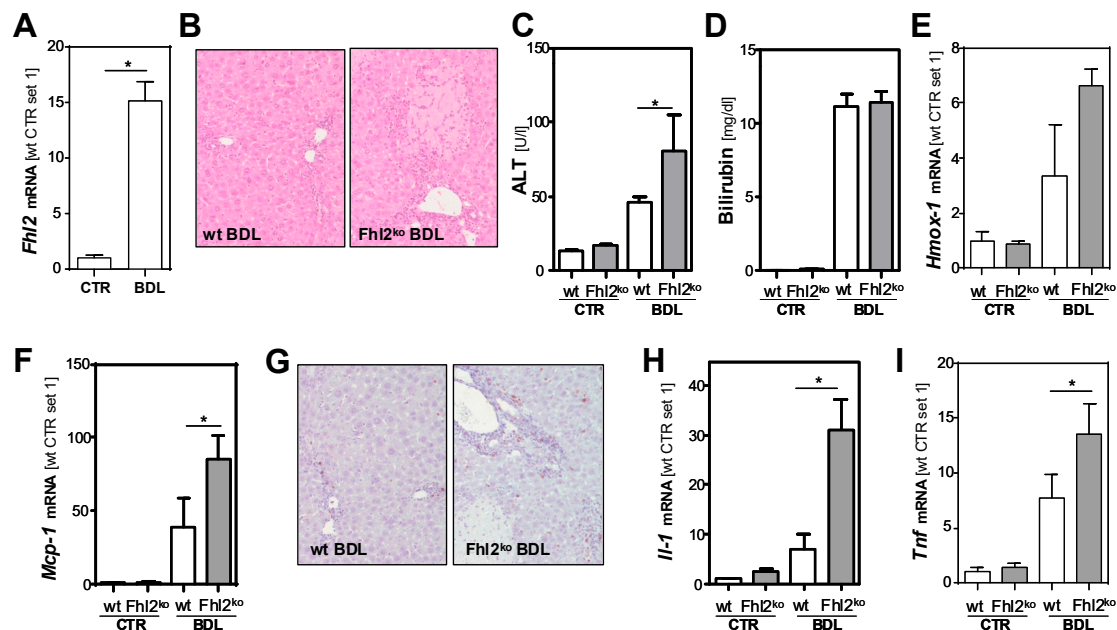 A
Fhl2 mRNA [wt CTR set 1]
20
15
10
5
0
*
CTR BDL
B
wt BDL
Fhl2ko BDL
C
ALT [U/l]
150
100
50
0
*
wt Fhl2ko wt Fhl2ko
CTR BDL
D
Bilirubin [mg/dl]
15
10
5
0
wt Fhl2ko wt Fhl2ko
CTR BDL
E
Hmox-1 mRNA [wt CTR set 1]
8
6
4
2
0
wt Fhl2ko wt Fhl2ko
CTR BDL
F
Mcp-1 mRNA [wt CTR set 1]
150
100
50
0
*
wt Fhl2ko wt Fhl2ko
CTR BDL
G
wt BDL
Fhl2ko BDL
H
Il-1 mRNA [wt CTR set 1]
40
30
20
10
0
*
wt Fhl2ko wt Fhl2ko
CTR BDL
I
Tnf mRNA [wt CTR set 1]
20
15
10
5
0
*
wt Fhl2ko wt Fhl2ko
CTR BDL